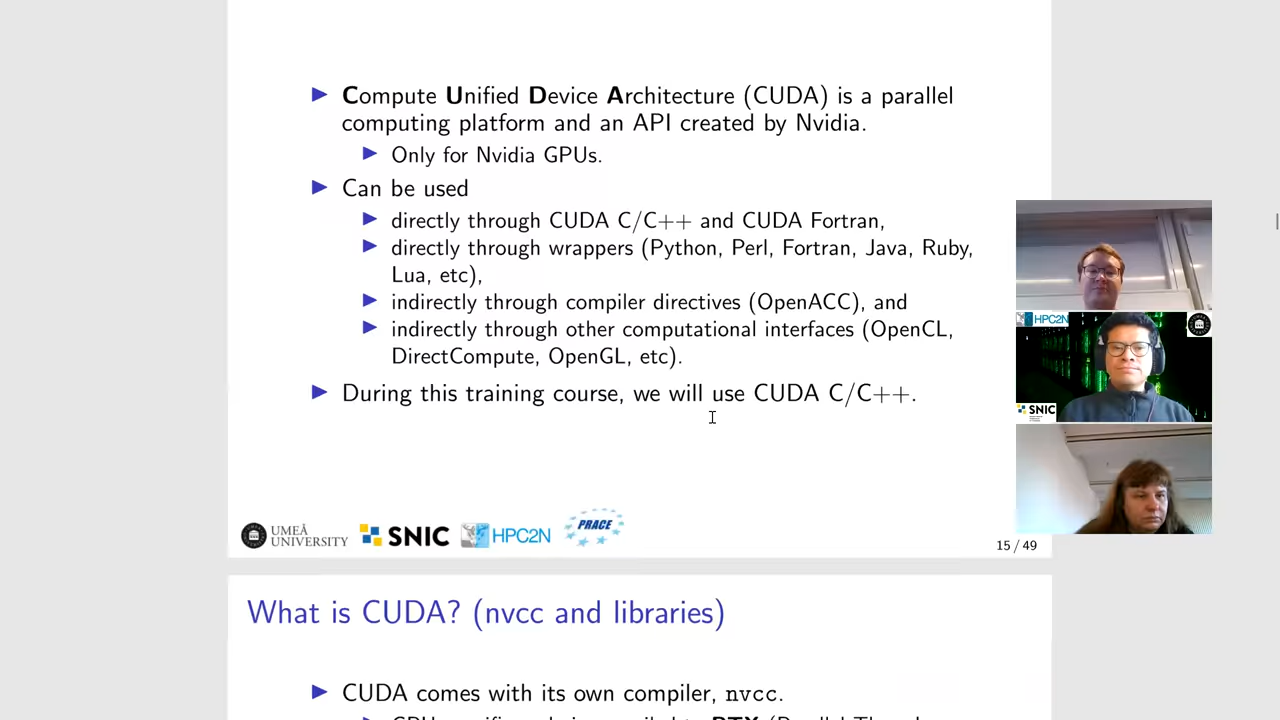 Compute Unified Device Architecture (CUDA) is a parallel
computing platform and an API created by Nvidia.
Only for Nvidia GPUs.
Can be used
directly through CUDA C/C++ and CUDA Fortran,
directly through wrappers (Python, Perl, Fortran, Java, Ruby,
Lua, etc),
indirectly through compiler directives (OpenACC), and
indirectly through other computational interfaces (OpenCL,
DirectCompute, OpenGL, etc).
During this training course, we will use CUDA C/C++.
UMEÅ
UNIVERSITY
SNIC
HPC2N
PRACE
15 / 49
HPC2N
SNIC
What is CUDA? (nvcc and libraries)
CUDA comes with its own compiler, nvcc.